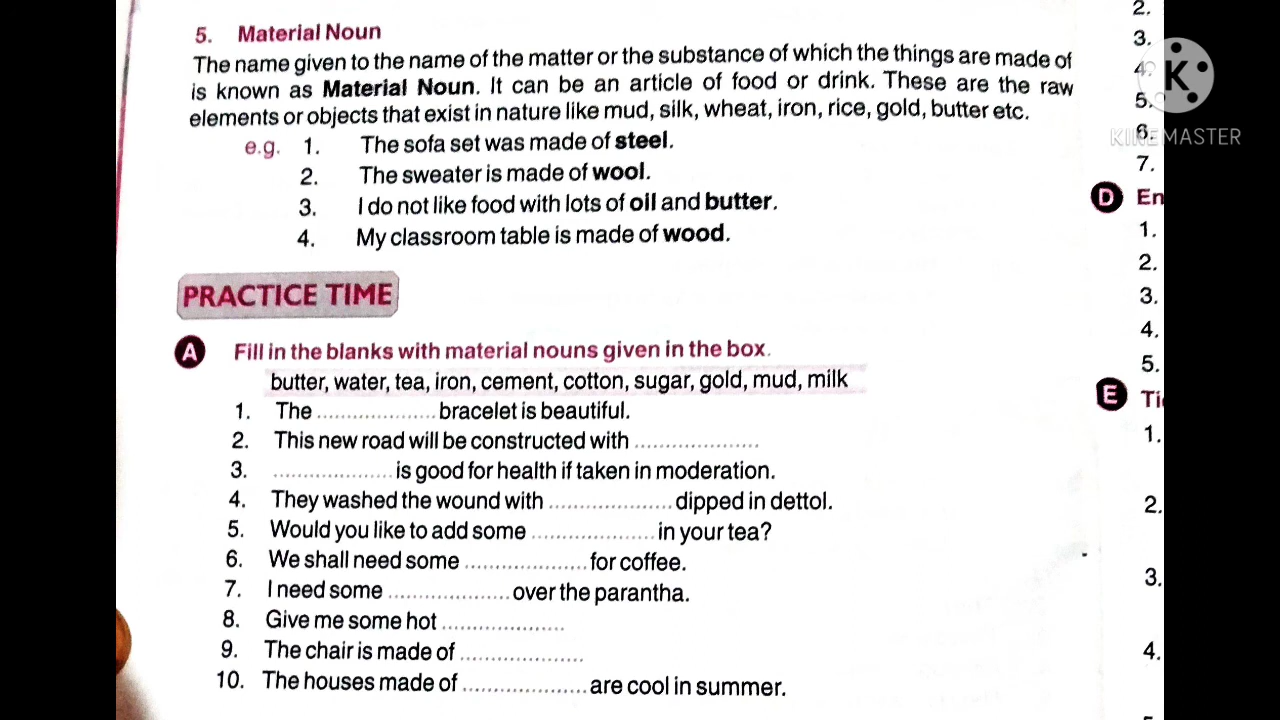 5. Material Noun
The name given to the name of the matter or the substance of which the things are made of
is known as Material Noun. It can be an article of food or drink. These are the raw
elements or objects that exist in nature like mud, silk, wheat, iron, rice, gold, butter etc.
e.g. 1. The sofa set was made of steel.
2. The sweater is made of wool.
3. I do not like food with lots of oil and butter.
4. My classroom table is made of wood.
PRACTICE TIME
A Fill in the blanks with material nouns given in the box.
butter, water, tea, iron, cement, cotton, sugar, gold, mud, milk
1. The .................... bracelet is beautiful.
2. This new road will be constructed with .....................
3. .................... is good for health if taken in moderation.
4. They washed the wound with .................... dipped in dettol.
5. Would you like to add some .................... in your tea?
6. We shall need some .................... for coffee.
7. I need some .................... over the parantha.
8. Give me some hot .....................
9. The chair is made of .....................
10. The houses made of .................... are cool in summer.
2.
3.
4.
5.
6.
7.
D En
1.
2.
3.
4.
5.
E Ti
1.
2.
3.
4.
K
KINEMASTER